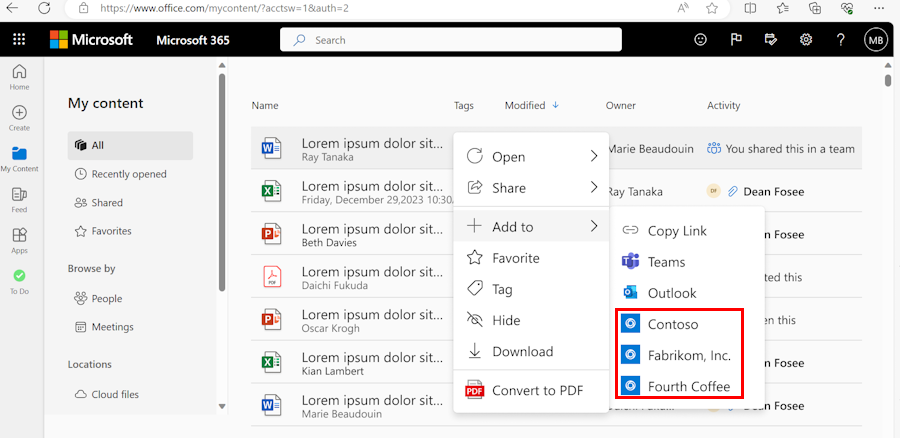 https://www.office.com/mycontent/?acctsw=1&auth=2
Microsoft
Microsoft 365
Search
MB
Home
Create
My Content
Feed
Apps
To Do
My content
All
Recently opened
Shared
Favorites
Browse by
People
Meetings
Locations
Cloud files
Name Tags Modified Owner Activity
Lorem ipsum dolor sit...
Ray Tanaka
Marie Beaudouin
You shared this in a team
Lorem ipsum dolor sit...
Friday, December 29,2023 10:30
Ray Tanaka
DF
Dean Fosee
Lorem ipsum dolor sit...
Beth Davies
Fosee
Lorem ipsum dolor sit...
Daichi Fukuda
this
Lorem ipsum dolor sit...
Oscar Krogh
this
Lorem ipsum dolor sit...
Kian Lambert
Fosee
Lorem ipsum dolor sit...
Marie Beaudouin
Dean Fosee
Open
Share
Add to
Favorite
Tag
Hide
Download
PDF
Convert to PDF
Copy Link
Teams
Outlook
Contoso
Fabrikom, Inc.
Fourth Coffee